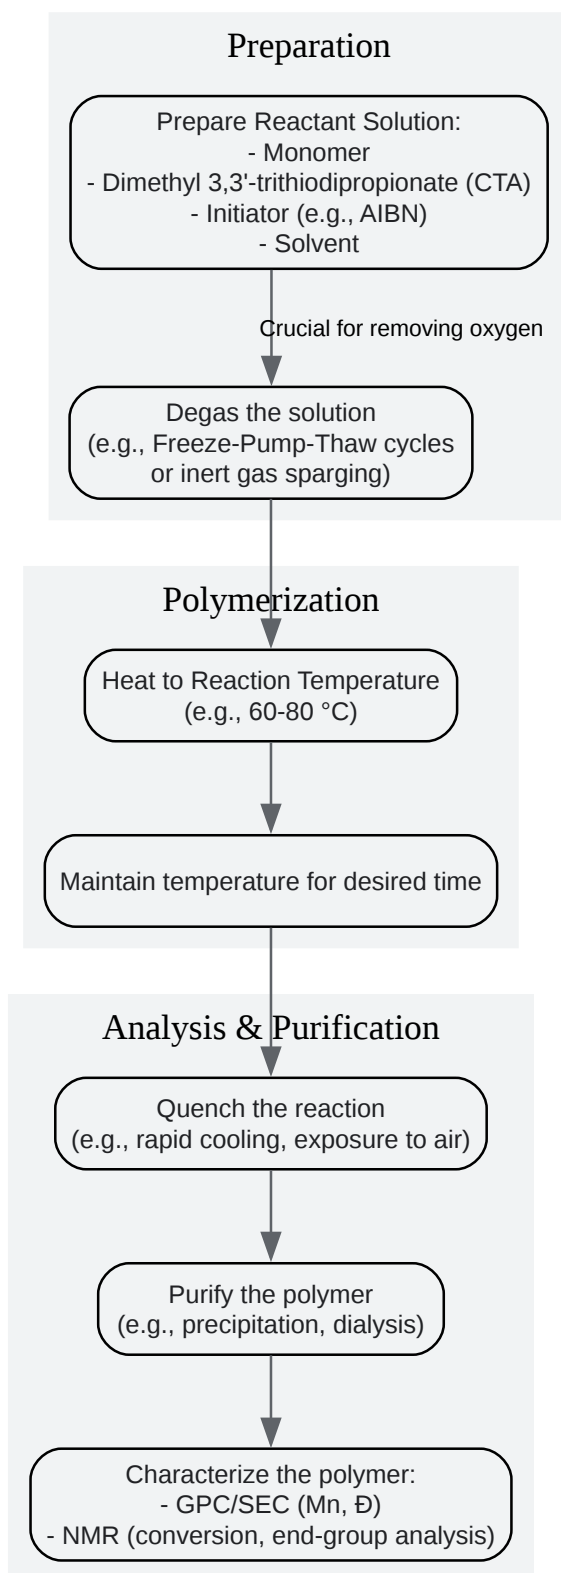 Preparation
Prepare Reactant Solution:
- Monomer
- Dimethyl 3,3'-trithiodipropionate (CTA)
- Initiator (e.g., AIBN)
- Solvent
Crucial for removing oxygen
Degas the solution
(e.g., Freeze-Pump-Thaw cycles
or inert gas sparging)
Polymerization
Heat to Reaction Temperature
(e.g., 60-80 °C)
Maintain temperature for desired time
Analysis & Purification
Quench the reaction
(e.g., rapid cooling, exposure to air)
Purify the polymer
(e.g., precipitation, dialysis)
Characterize the polymer:
- GPC/SEC (Mn, Đ)
- NMR (conversion, end-group analysis)